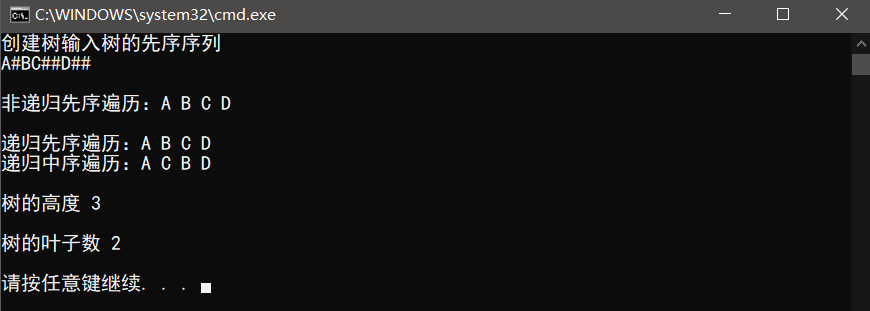 C:\WINDOWS\system32\cmd.exe
创建树输入树的先序序列
A#BC##D##
非递归先序遍历：A B C D
递归先序遍历：A B C D
递归中序遍历：A C B D
树的高度 3
树的叶子数 2
请按任意键继续. . .